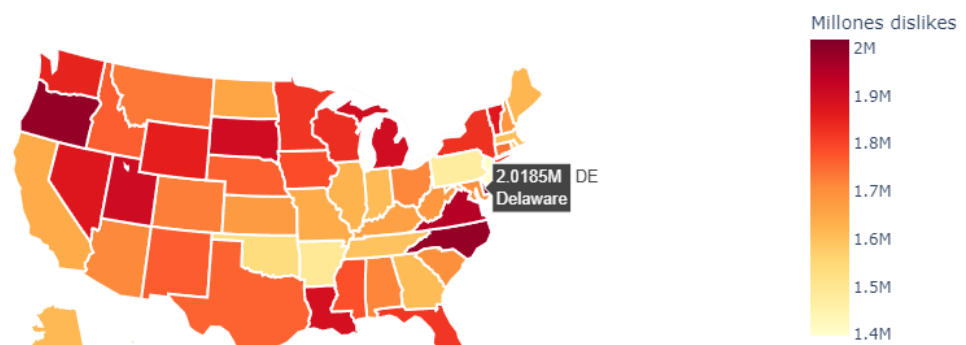 Millones dislikes
2M
1.9M
1.8M
1.7M
1.6M
1.5M
1.4M
2.0185M DE
Delaware